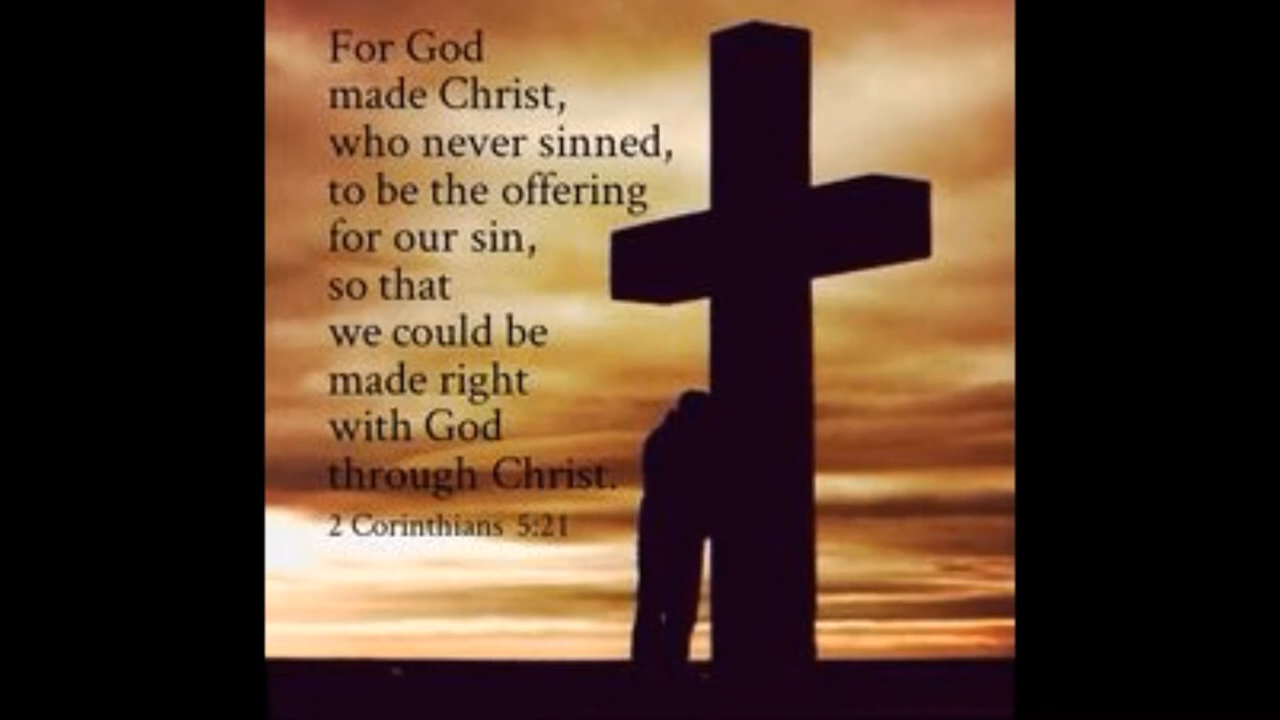 For God
made Christ,
who never sinned,
to be the offering
for our sin,
so that
we could be
made right
with God
through Christ.
2 Corinthians 5:21